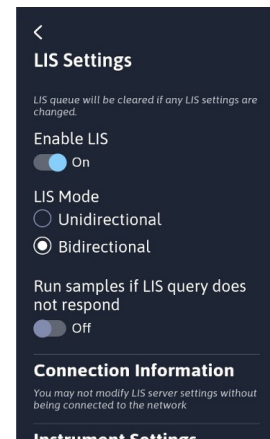 LIS Settings
LIS queue will be cleared if any LIS settings are
changed.
Enable LIS
On
LIS Mode
Unidirectional
Bidirectional
Run samples if LIS query does
not respond
Off
Connection Information
You may not modify LIS server settings without
being connected to the network
Instrument Settings